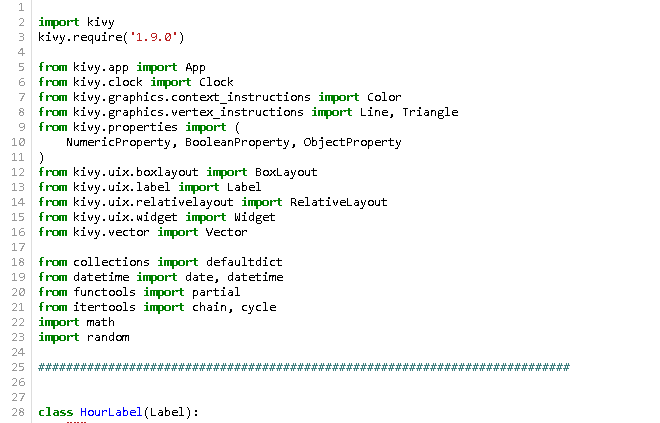 1
2 import kivy
3 kivy.require('1.9.0')
4
5 from kivy.app import App
6 from kivy.clock import Clock
7 from kivy.graphics.context_instructions import Color
8 from kivy.graphics.vertex_instructions import Line, Triangle
9 from kivy.properties import (
10     NumericProperty, BooleanProperty, ObjectProperty
11 )
12 from kivy.uix.boxlayout import BoxLayout
13 from kivy.uix.label import Label
14 from kivy.uix.relativelayout import RelativeLayout
15 from kivy.uix.widget import Widget
16 from kivy.vector import Vector
17
18 from collections import defaultdict
19 from datetime import date, datetime
20 from functools import partial
21 from itertools import chain, cycle
22 import math
23 import random
24
25 ############################################################################
26
27
28 class HourLabel(Label):